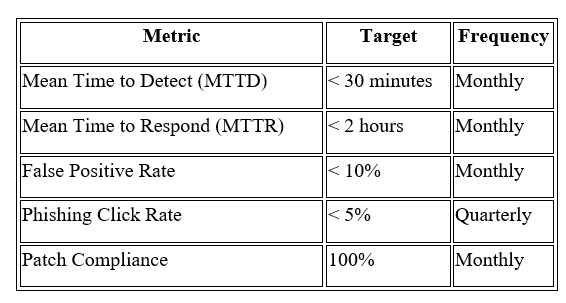 Metric Target Frequency
Mean Time to Detect (MTTD) < 30 minutes Monthly
Mean Time to Respond (MTTR) < 2 hours Monthly
False Positive Rate < 10% Monthly
Phishing Click Rate < 5% Quarterly
Patch Compliance 100% Monthly